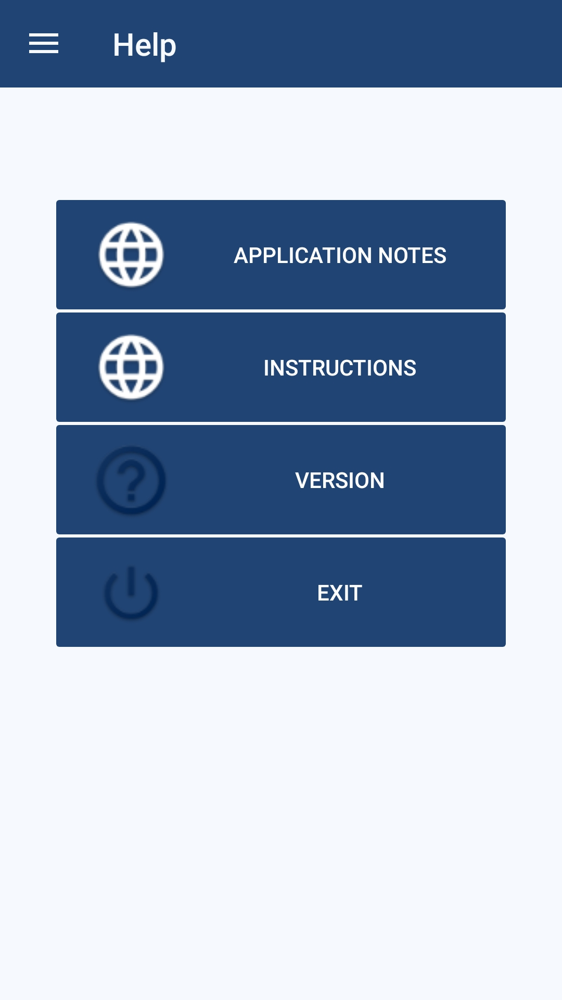 Help
APPLICATION NOTES
INSTRUCTIONS
VERSION
EXIT